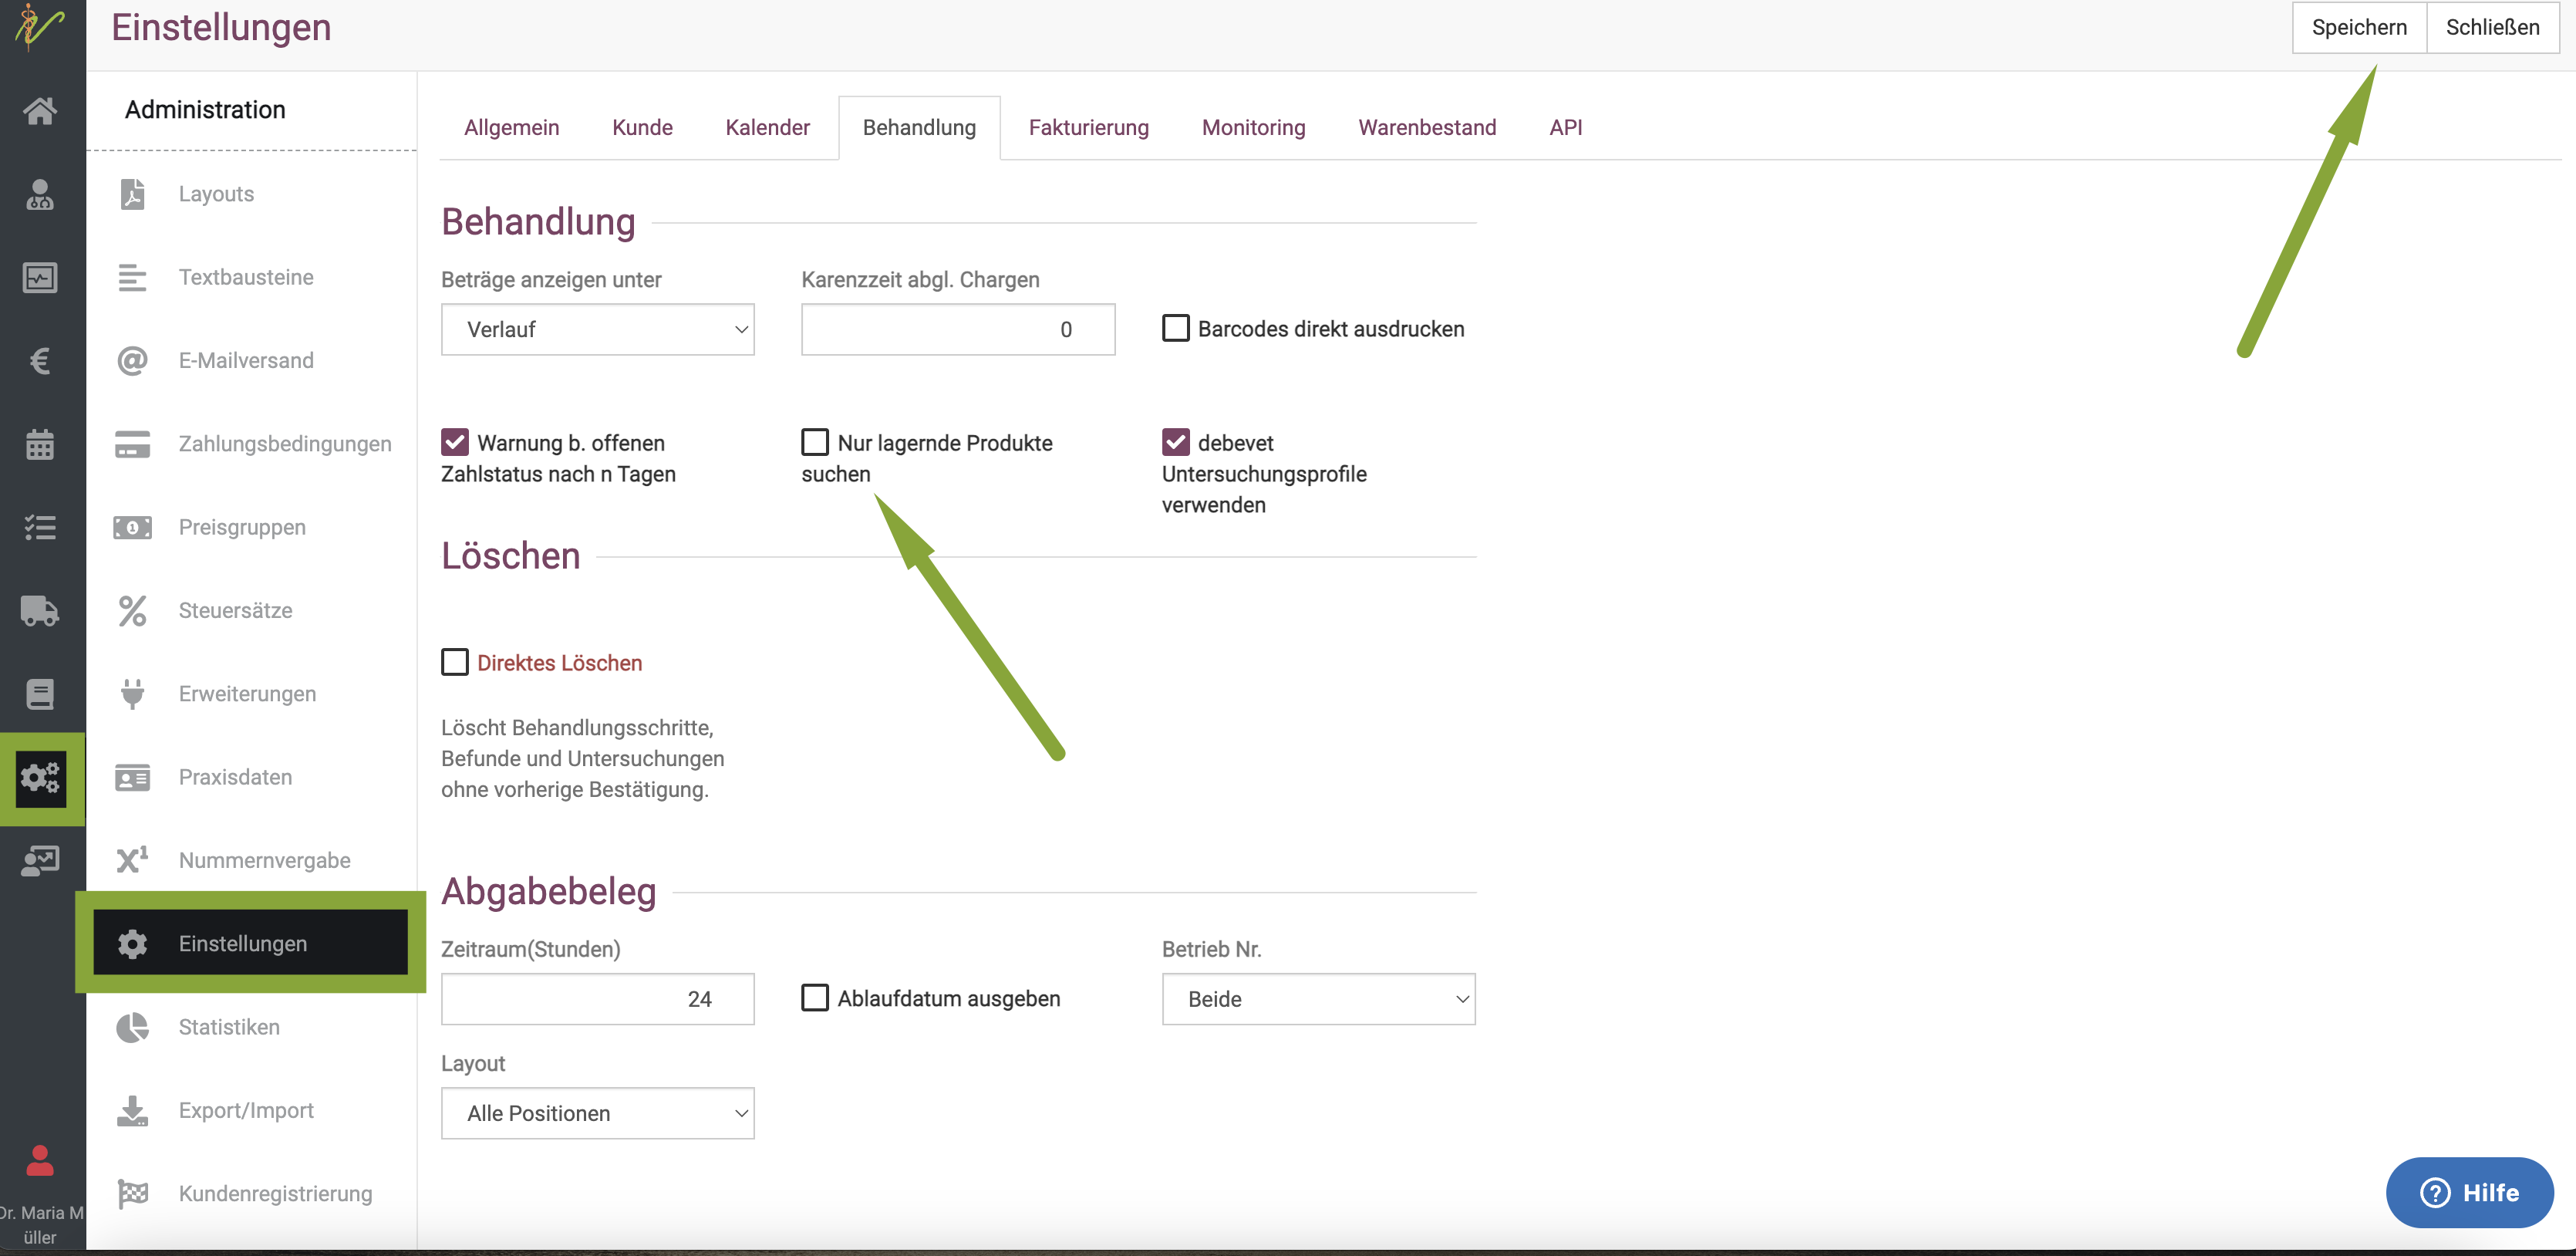 Einstellungen
Speichern
Schließen
Administration
Layouts
Textbausteine
E-Mailversand
Zahlungsbedingungen
Preisgruppen
Steuersätze
Erweiterungen
Praxisdaten
Nummernvergabe
Einstellungen
Statistiken
Export/Import
Kundenregistrierung
Dr. Maria M
üller
Allgemein
Kunde
Kalender
Behandlung
Fakturierung
Monitoring
Warenbestand
API
Behandlung
Beträge anzeigen unter
Verlauf
Karenzzeit abgl. Chargen
0
Barcodes direkt ausdrucken
Warnung b. offenen
Zahlstatus nach n Tagen
Nur lagernde Produkte
suchen
debevet
Untersuchungsprofile
verwenden
Löschen
Direktes Löschen
Löscht Behandlungsschritte,
Befunde und Untersuchungen
ohne vorherige Bestätigung.
Abgabebeleg
Zeitraum(Stunden)
24
Ablaufdatum ausgeben
Betrieb Nr.
Beide
Layout
Alle Positionen
Hilfe